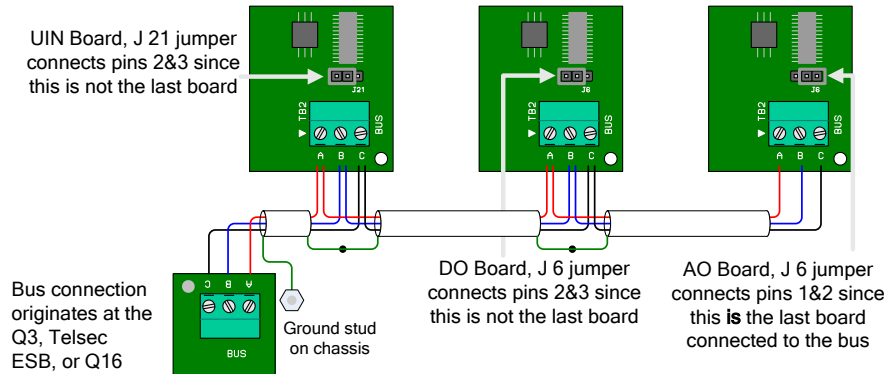 UIN Board, J 21 jumper
connects pins 2&3 since
this is not the last board
J21
TB2
BUS
A B C
J6
TB2
BUS
A B C
J6
TB2
BUS
A B C
DO Board, J 6 jumper
connects pins 2&3 since
this is not the last board
AO Board, J 6 jumper
connects pins 1&2 since
this is the last board
connected to the bus
Bus connection
originates at the
Q3, Telsec
ESB, or Q16
C B A
BUS
Ground stud
on chassis